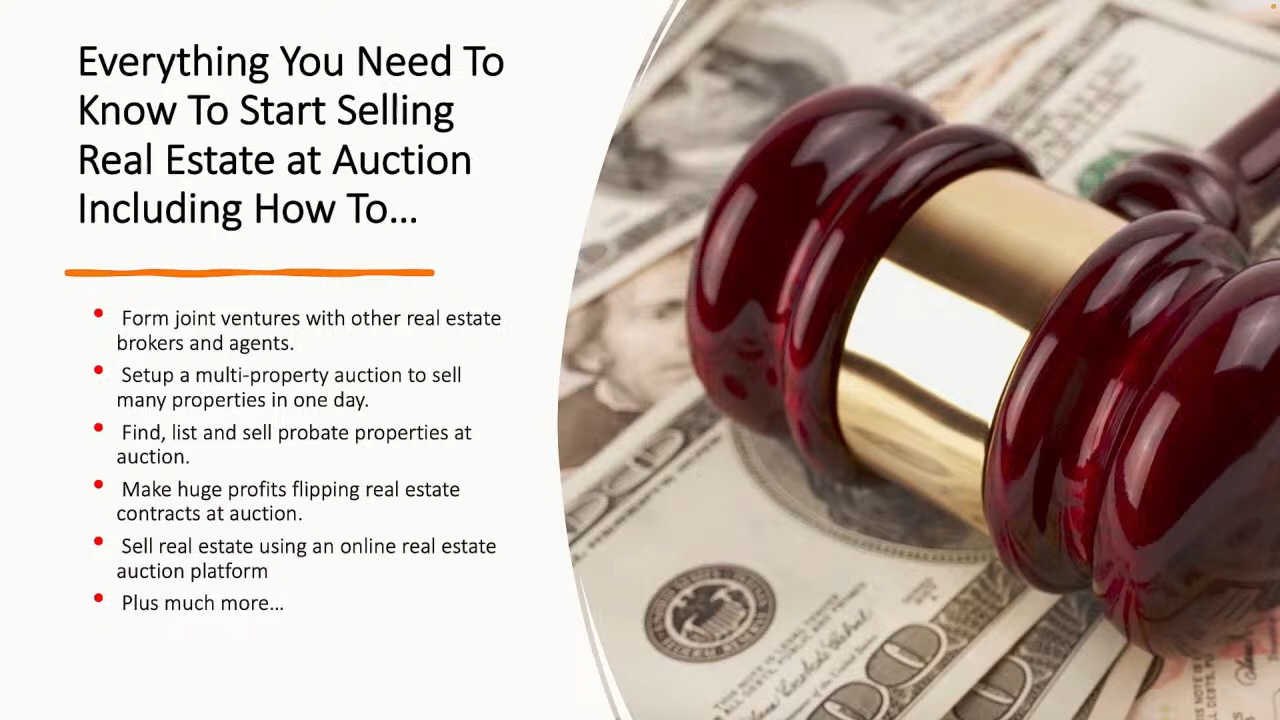 Everything You Need To
Know To Start Selling
Real Estate at Auction
Including How To...
• Form joint ventures with other real estate
brokers and agents.
• Setup a multi-property auction to sell
many properties in one day.
• Find, list and sell probate properties at
auction.
• Make huge profits flipping real estate
contracts at auction.
• Sell real estate using an online real estate
auction platform
• Plus much more...